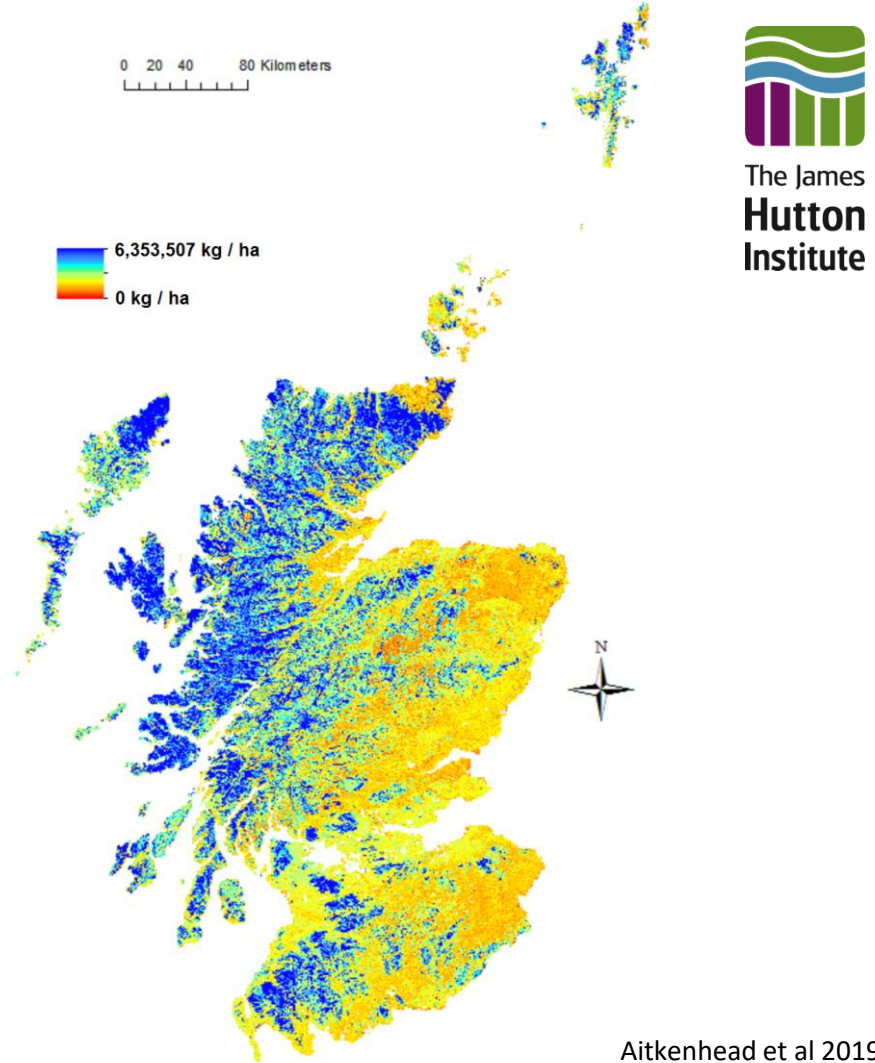 0 20 40 80 Kilometers
The James
Hutton
Institute
6,353,507 kg / ha
0 kg / ha
N
Aitkenhead et al 2019